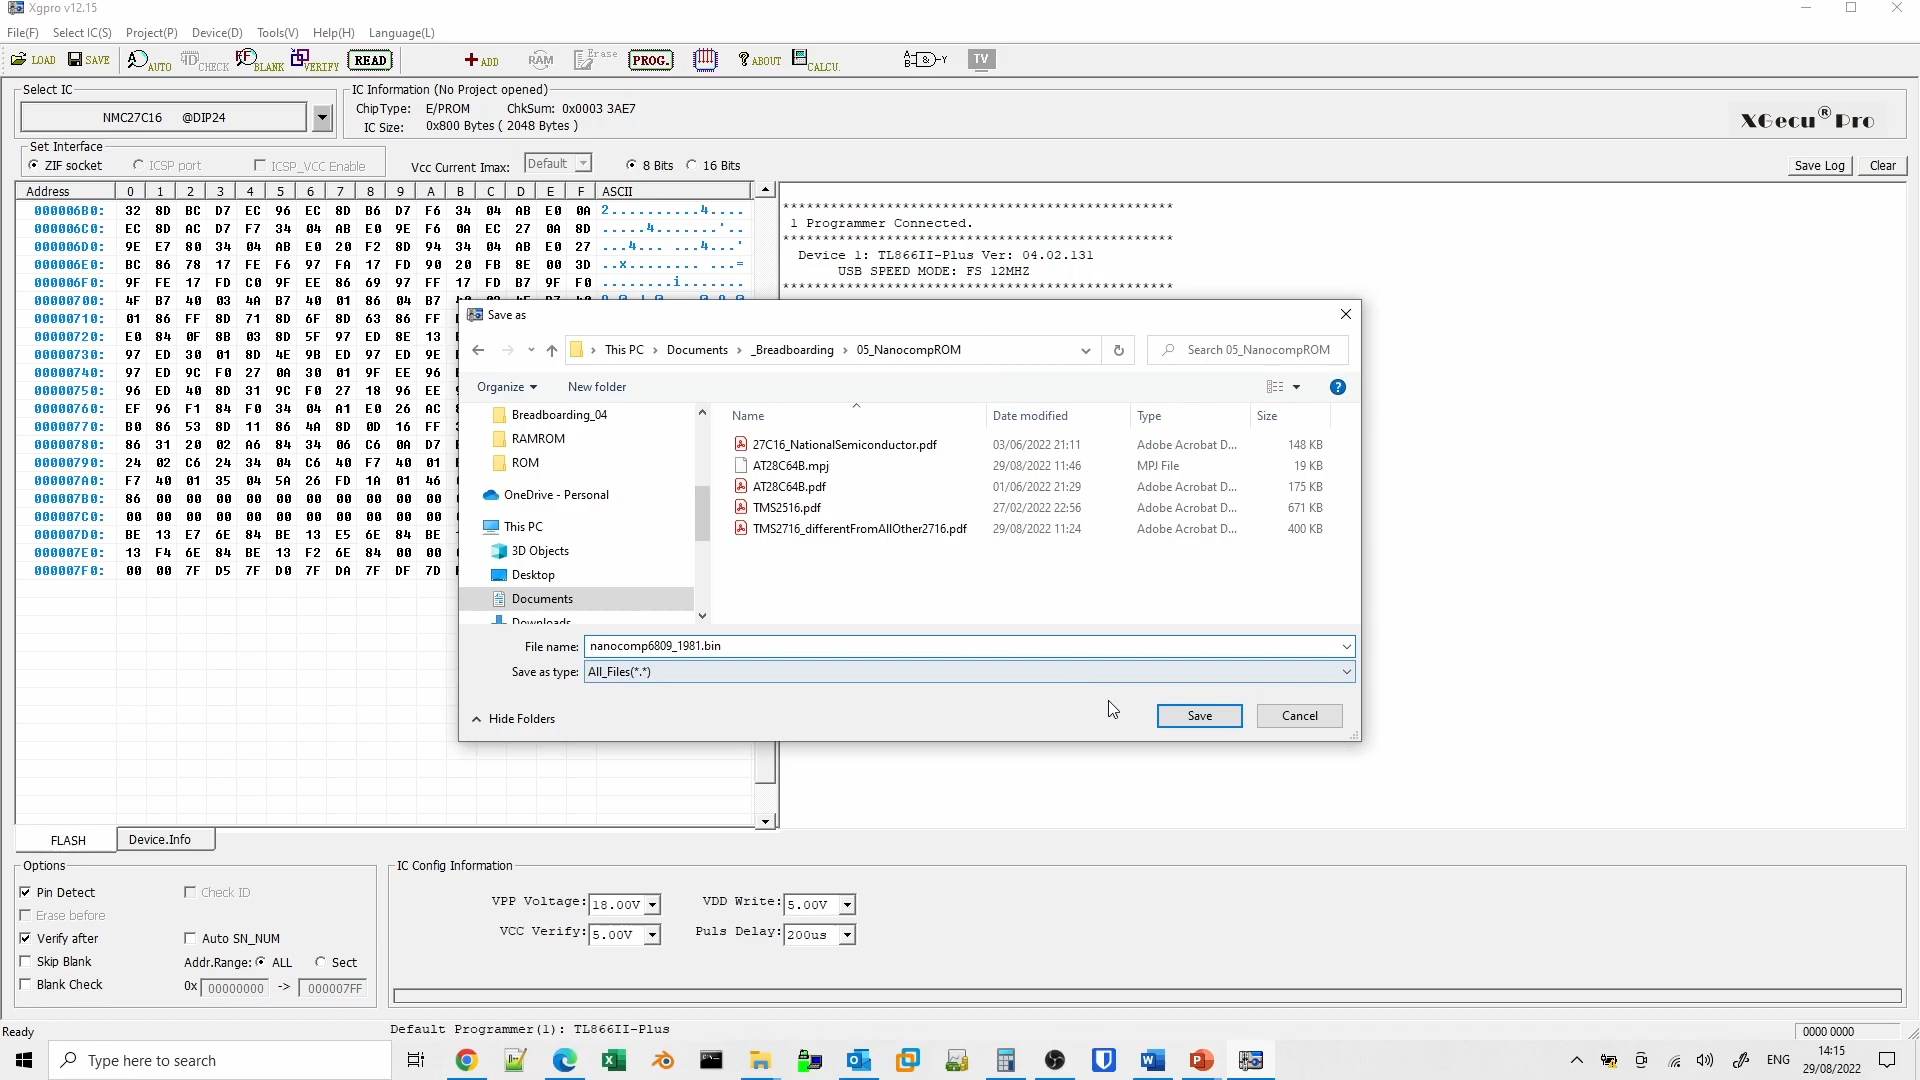 Xgpro v12.15
File(F) Select IC(S) Project(P) Device(D) Tools(V) Help(H) Language(L)
LOAD SAVE AUTO CHECK BLANK VERIFY READ ADD RAM Erase PROG. ABOUT CALCU. TV
Select IC
NMC27C16 @DIP24
IC Information (No Project opened)
ChipType: E/PROM ChkSum: 0x0003 3AE7
IC Size: 0x800 Bytes ( 2048 Bytes )
XGecu® Pro
Set Interface
ZIF socket ICSP port ICSP_VCC Enable
Vcc Current Imax: Default 8 Bits 16 Bits
Save Log Clear
Address 0 1 2 3 4 5 6 7 8 9 A B C D E F ASCII
000006B0: 32 8D BC D7 EC 96 EC 8D B6 D7 F6 34 04 AB E0 0A 2..........4....
000006C0: EC 8D AC D7 F7 34 04 AB E0 9E F6 0A EC 27 0A 8D .....4.......'..
000006D0: 9E E7 80 34 04 AB E0 20 F2 8D 94 34 04 AB E0 27 ...4... ...4...'
000006E0: BC 86 78 17 FE F6 97 FA 17 FD 90 20 FB 8E 00 3D ..x........ ...=
000006F0: 9F FE 17 FD C0 9F EE 86 69 97 FF 17 FD B7 9F F0 ........i.......
00000700: 4F B7 40 03 4A B7 40 01 86 04 B7
00000710: 01 86 FF 8D 71 8D 6F 8D 63 86 FF
00000720: E0 84 0F 8B 03 8D 5F 97 ED 8E 13
00000730: 97 ED 30 01 8D 4E 9B ED 97 ED 9E
00000740: 97 ED 9C F0 27 0A 30 01 9F EE 96
00000750: 96 ED 40 8D 31 9C F0 27 18 96 EE
00000760: EF 96 F1 84 F0 34 04 A1 E0 26 AC
00000770: B0 86 53 8D 11 86 4A 8D 0D 16 FF
00000780: 86 31 20 02 A6 84 34 06 C6 0A D7
00000790: 24 02 C6 24 34 04 C6 40 F7 40 01
000007A0: F7 40 01 35 04 5A 26 FD 1A 01 46
000007B0: 86 00 00 00 00 00 00 00 00 00 00
000007C0: 00 00 00 00 00 00 00 00 00 00 00
000007D0: BE 13 E7 6E 84 BE 13 E5 6E 84 BE
000007E0: 13 F4 6E 84 BE 13 F2 6E 84 00 00
000007F0: 00 00 7F D5 7F D0 7F DA 7F DF 7D
***********************************************
1 Programmer Connected.
***********************************************
Device 1: TL866II-Plus Ver: 04.02.131
USB SPEED MODE: FS 12MHZ
***********************************************
Save as
This PC › Documents › _Breadboarding › 05_NanocompROM
Search 05_NanocompROM
Organize New folder
Breadboarding_04
RAMROM
ROM
OneDrive - Personal
This PC
3D Objects
Desktop
Documents
Downloads
Name Date modified Type Size
27C16_NationalSemiconductor.pdf 03/06/2022 21:11 Adobe Acrobat D... 148 KB
AT28C64B.mpj 29/08/2022 11:46 MPJ File 19 KB
AT28C64B.pdf 01/06/2022 21:29 Adobe Acrobat D... 175 KB
TMS2516.pdf 27/02/2022 22:56 Adobe Acrobat D... 671 KB
TMS2716_differentFromAllOther2716.pdf 29/08/2022 11:24 Adobe Acrobat D... 400 KB
File name: nanocomp6809_1981.bin
Save as type: All_Files(*.*)
Hide Folders Save Cancel
FLASH Device.Info
Options
Pin Detect Check ID
Erase before
Verify after Auto SN_NUM
Skip Blank Addr.Range: ALL Sect
Blank Check 0x 00000000 -> 000007FF
IC Config Information
VPP Voltage: 18.00V VDD Write: 5.00V
VCC Verify: 5.00V Puls Delay: 200us
Ready Default Programmer(1): TL866II-Plus 0000 0000
Type here to search
ENG 14:15
29/08/2022